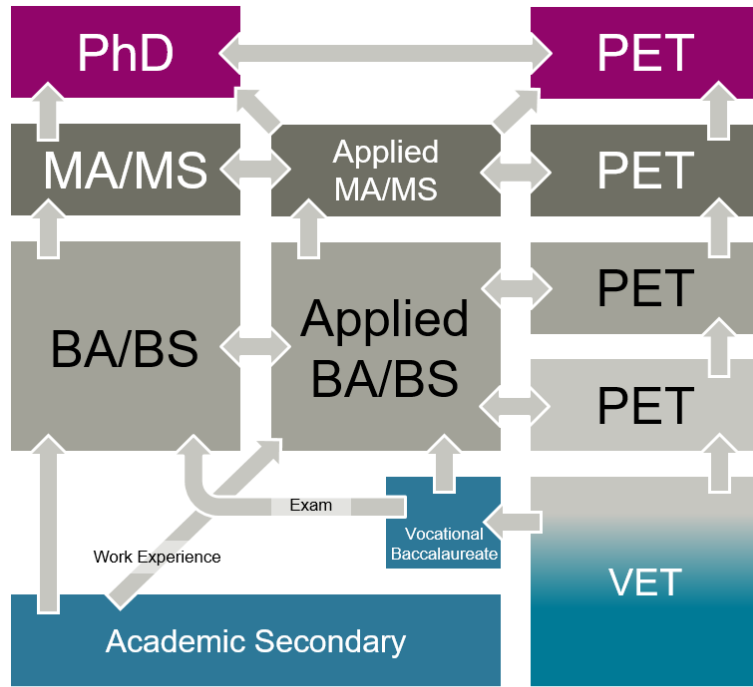 PhD
PET
MA/MS
Applied
MA/MS
PET
BA/BS
Applied
BA/BS
PET
PET
Exam
Work Experience
Vocational
Baccalaureate
VET
Academic Secondary